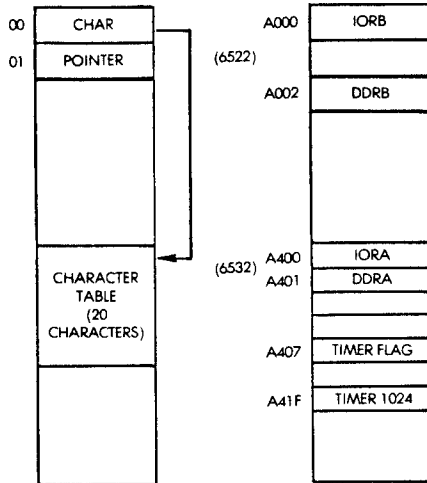 00 CHAR
01 POINTER
CHARACTER
TABLE
(20
CHARACTERS)
A000 IORB
(6522)
A002 DDRB
(6532)
A400 IORA
A401 DDRA
A407 TIMER FLAG
A41F TIMER 1024